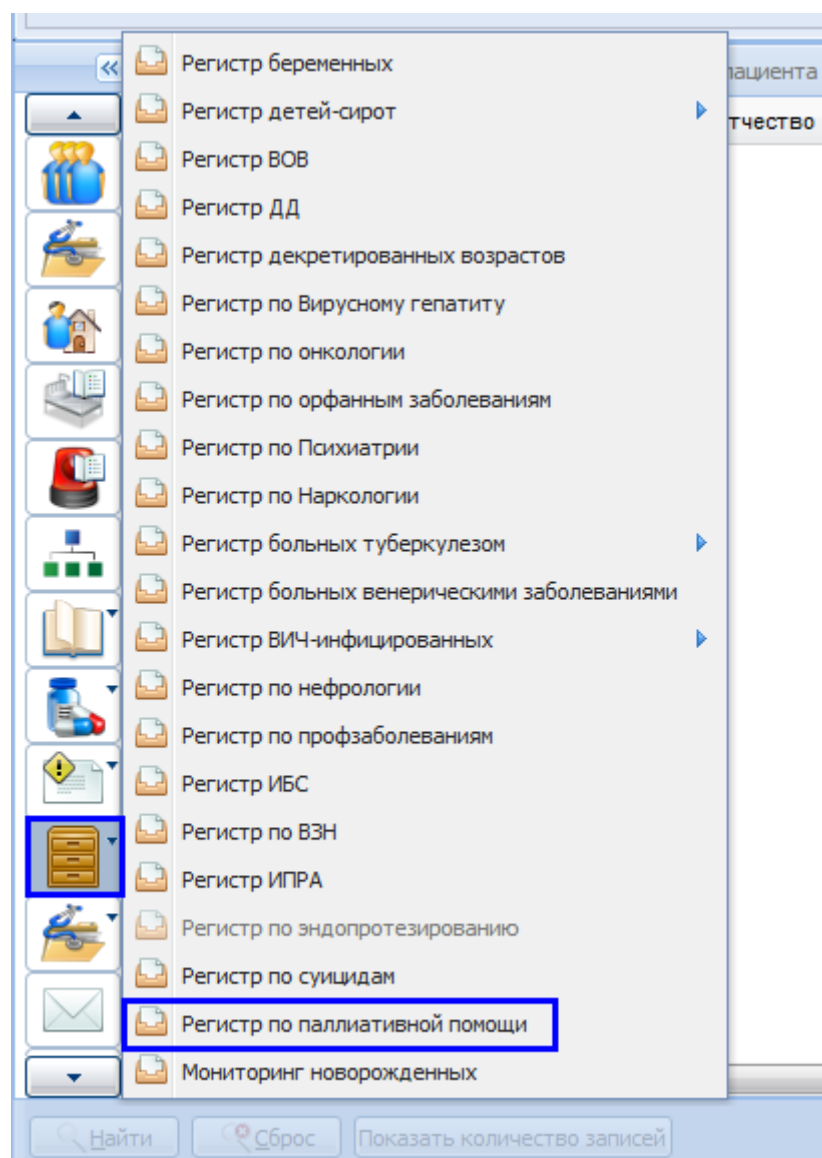 Регистр беременных
пациента
Регистр детей-сирот
тчество
Регистр ВОВ
Регистр ДД
Регистр декретированных возрастов
Регистр по Вирусному гепатиту
Регистр по онкологии
Регистр по орфанным заболеваниям
Регистр по Психиатрии
Регистр по Наркологии
Регистр больных туберкулезом
Регистр больных венерическими заболеваниями
Регистр ВИЧ-инфицированных
Регистр по нефрологии
Регистр по профзаболеваниям
Регистр ИБС
Регистр по ВЗН
Регистр ИПРА
Регистр по эндопротезированию
Регистр по суицидам
Регистр по паллиативной помощи
Мониторинг новорожденных
Найти Сброс Показать количество записей